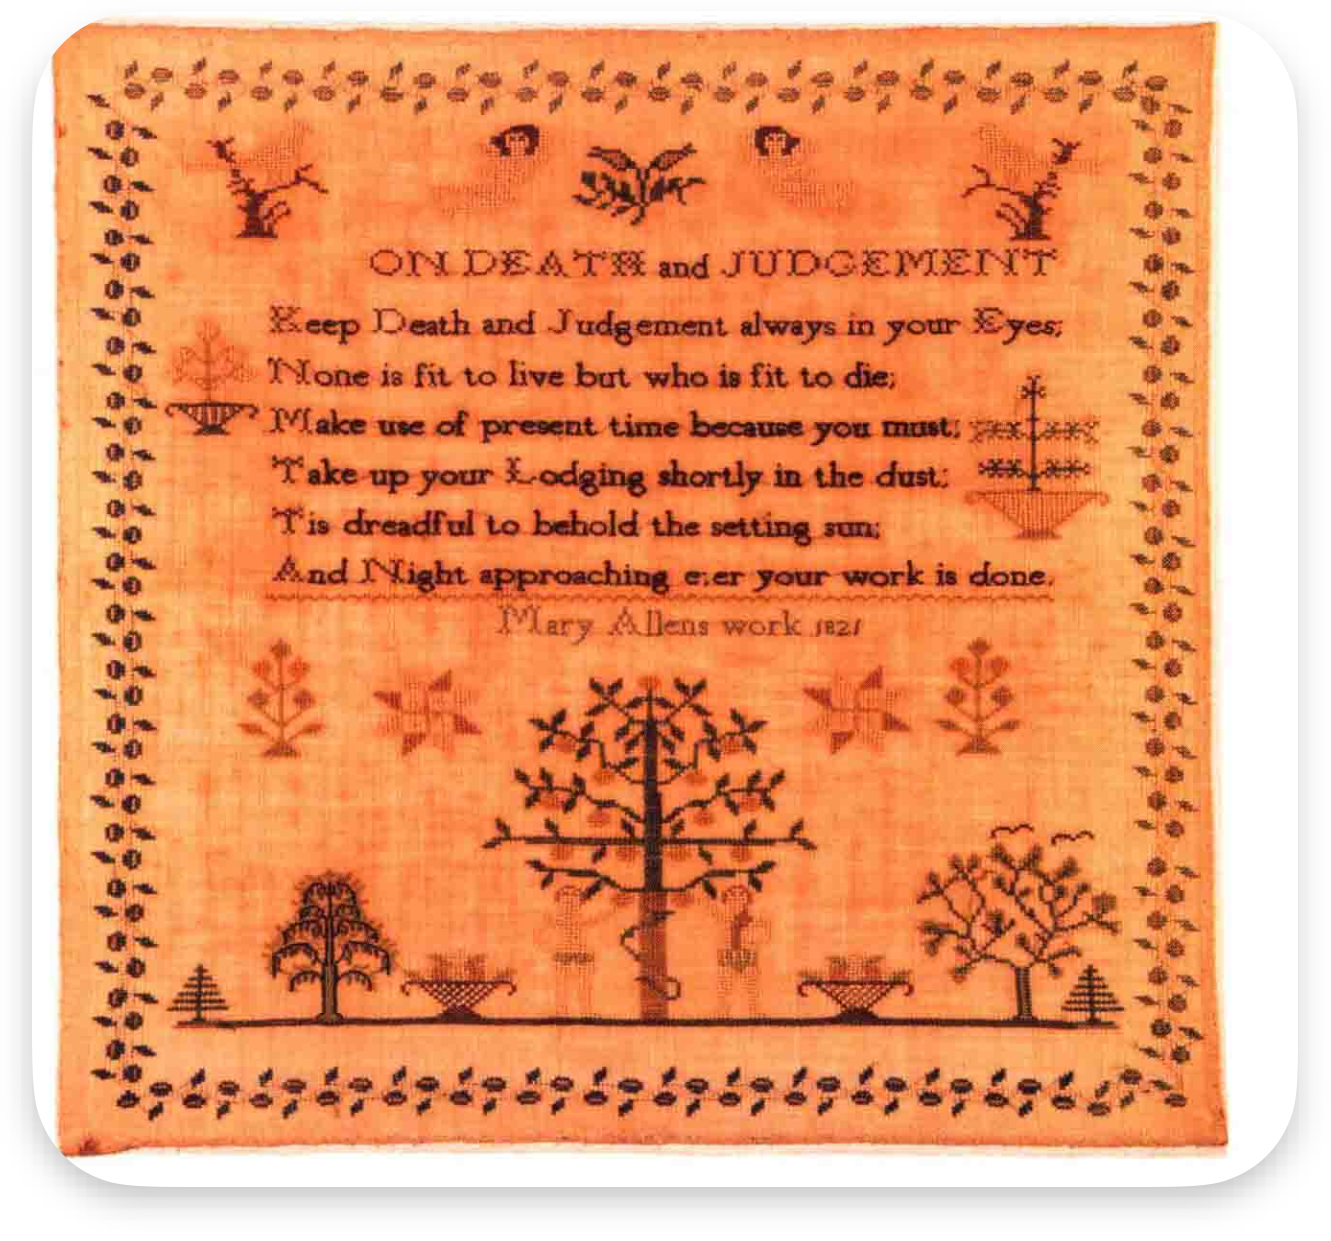 ON DEATH and JUDGEMENT
Keep Death and Judgement always in your Eyes;
None is fit to live but who is fit to die;
Make use of present time because you must;
Take up your Lodging shortly in the dust;
Tis dreadful to behold the setting sun;
And Night approaching e:er your work is done.
Mary Allens work 1821